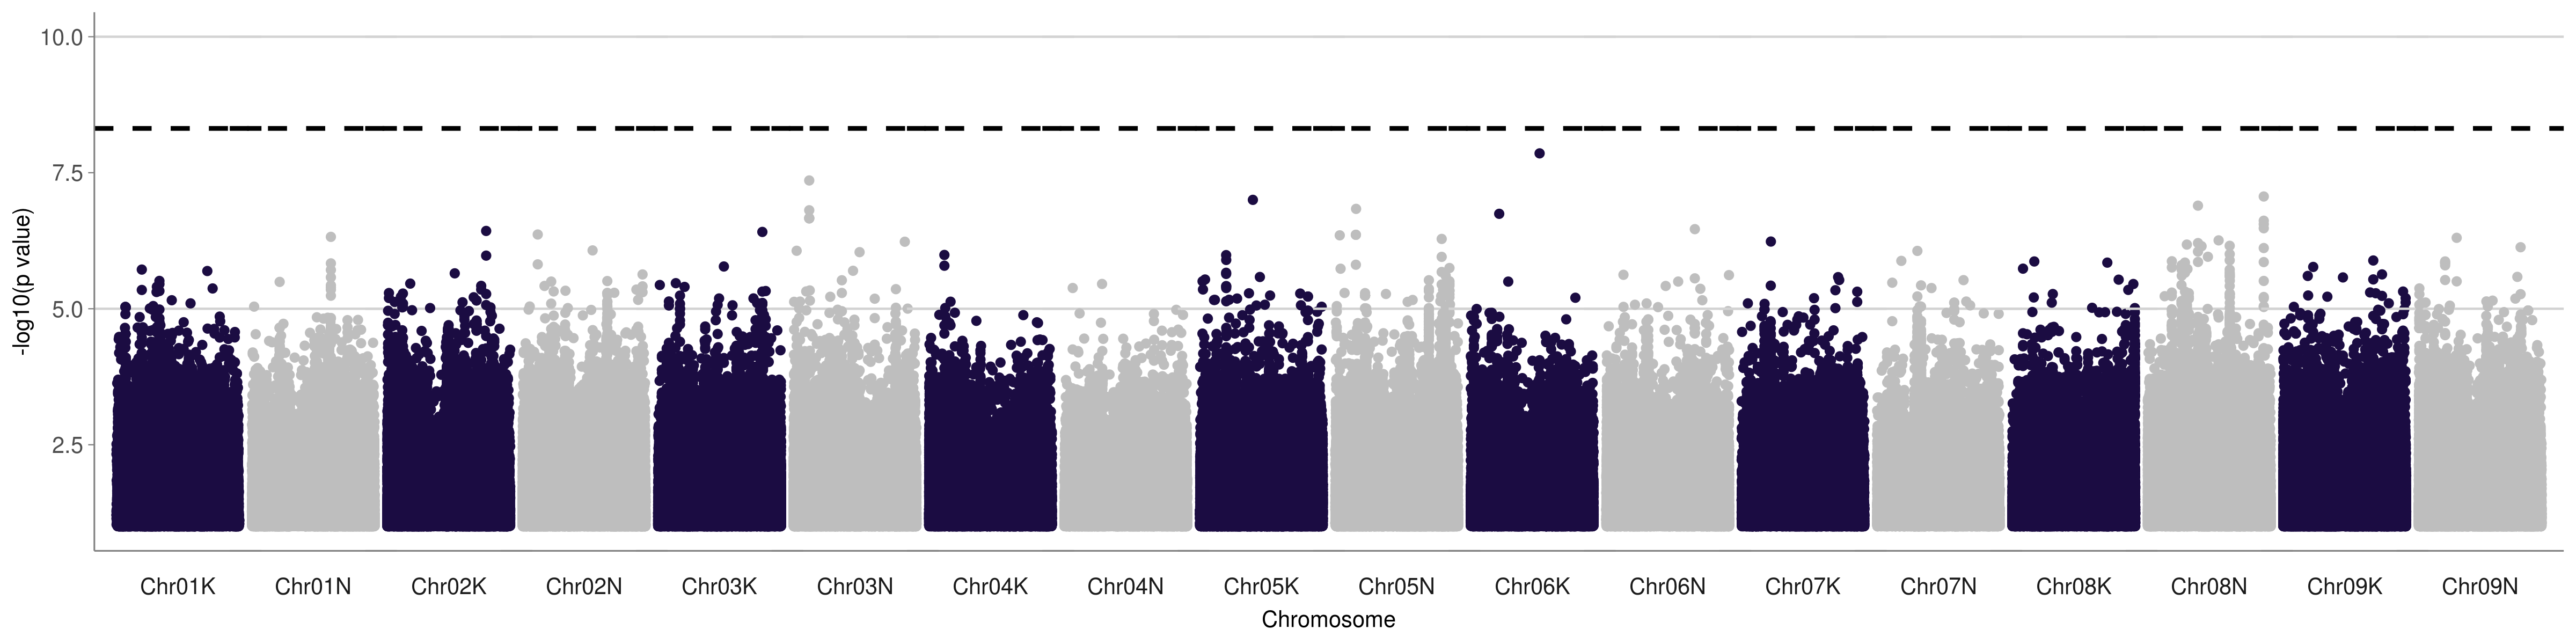 10.0
7.5
5.0
2.5
-log10(p value)
Chr01K Chr01N Chr02K Chr02N Chr03K Chr03N Chr04K Chr04N Chr05K Chr05N Chr06K Chr06N Chr07K Chr07N Chr08K Chr08N Chr09K Chr09N
Chromosome